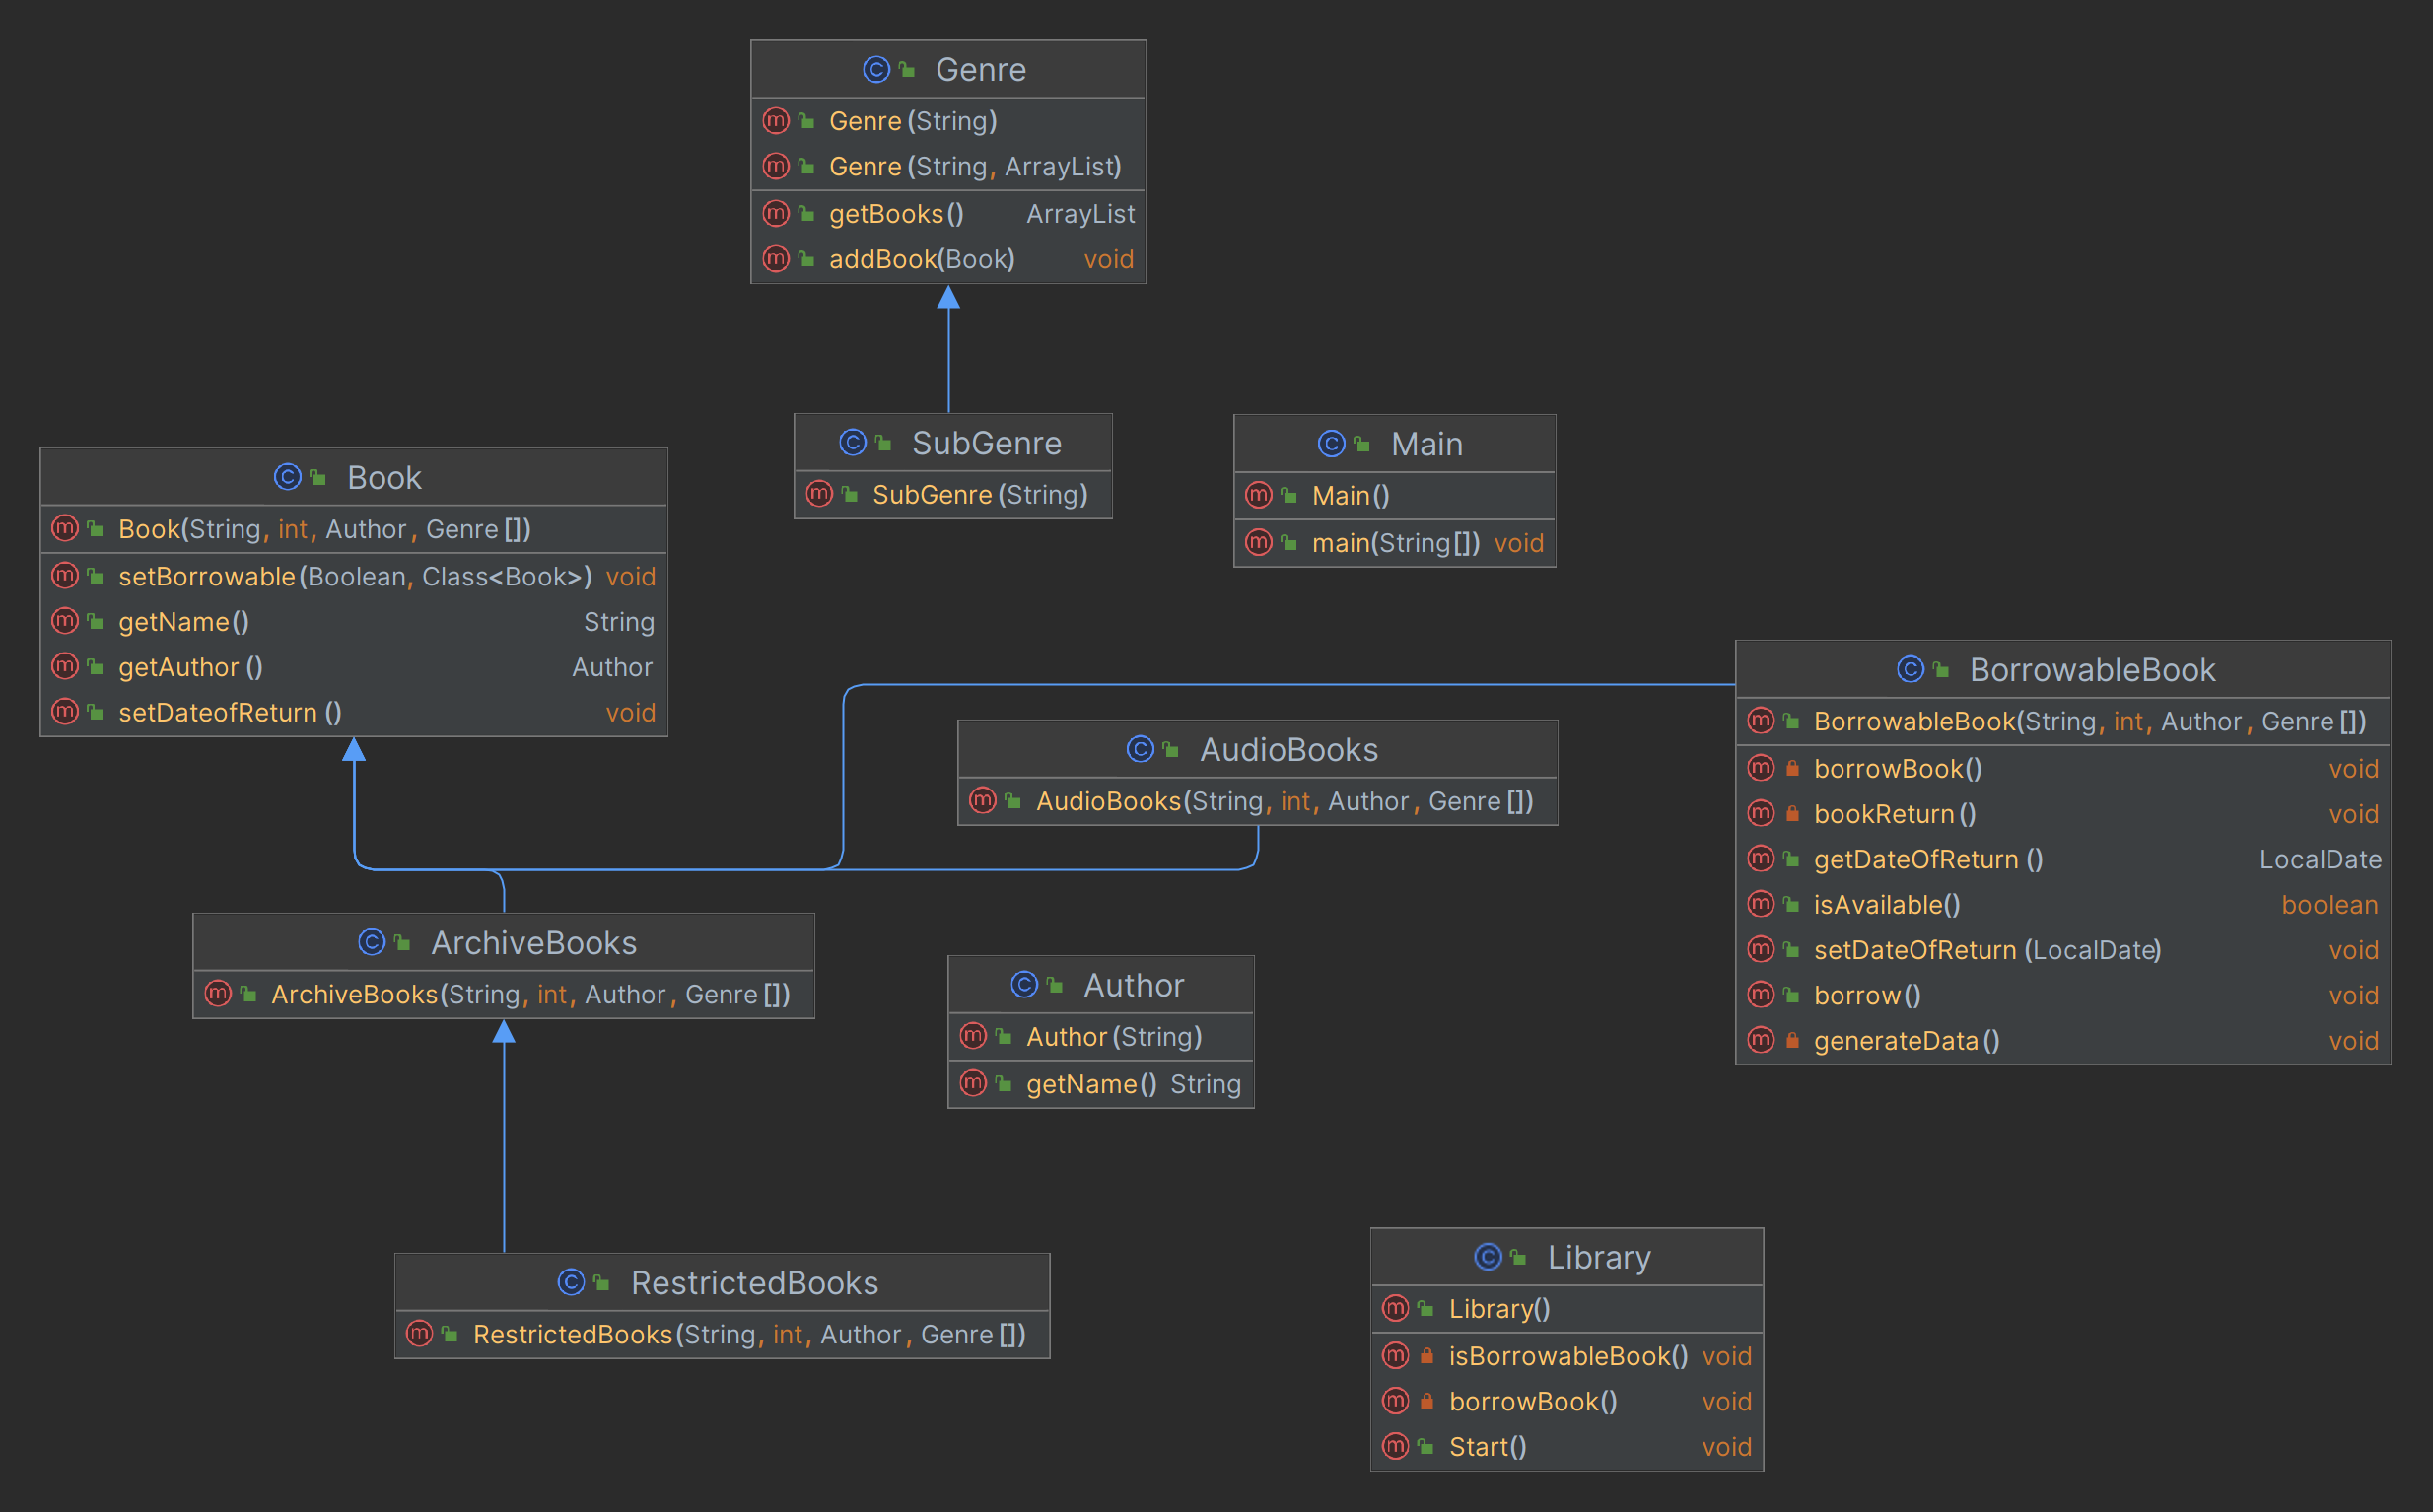 Genre
Genre(String)
Genre(String, ArrayList)
getBooks() ArrayList
addBook(Book) void
SubGenre
SubGenre(String)
Main
Main()
main(String[]) void
Book
Book(String, int, Author, Genre[])
setBorrowable(Boolean, Class<Book>) void
getName() String
getAuthor() Author
setDateofReturn() void
BorrowableBook
BorrowableBook(String, int, Author, Genre[])
borrowBook() void
bookReturn() void
getDateOfReturn() LocalDate
isAvailable() boolean
setDateOfReturn(LocalDate) void
borrow() void
generateData() void
AudioBooks
AudioBooks(String, int, Author, Genre[])
ArchiveBooks
ArchiveBooks(String, int, Author, Genre[])
Author
Author(String)
getName() String
RestrictedBooks
RestrictedBooks(String, int, Author, Genre[])
Library
Library()
isBorrowableBook() void
borrowBook() void
Start() void